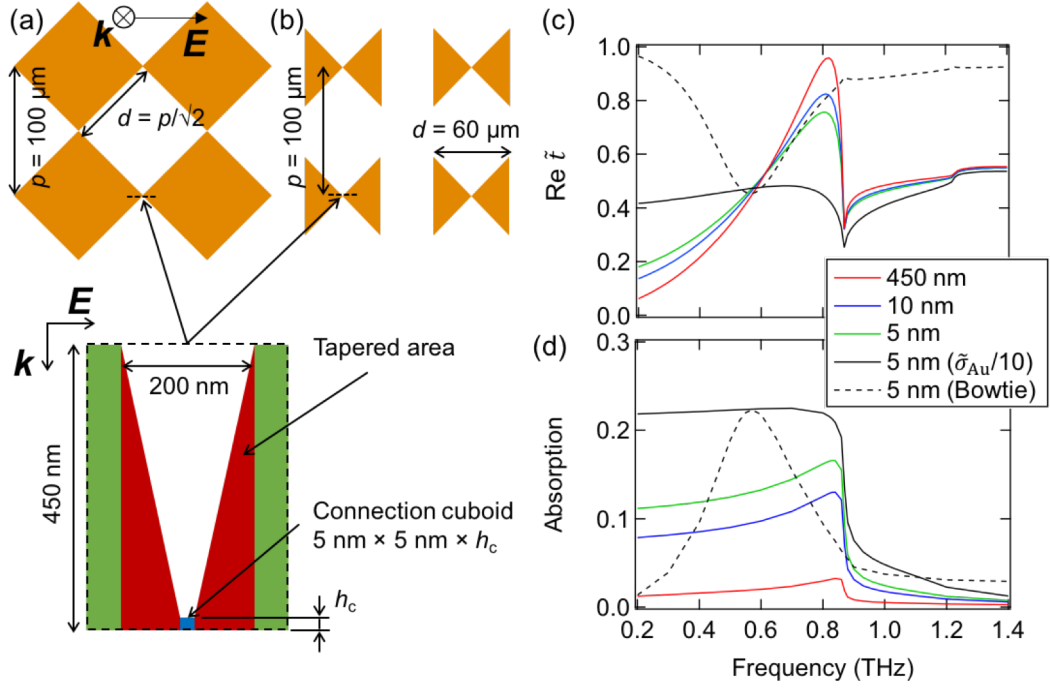 (a)
k
E
p = 100 μm
d = p/√2
(b)
p = 100 μm
d = 60 μm
k
E
450 nm
200 nm
Tapered area
Connection cuboid
5 nm × 5 nm × h_c
h_c
(c)
Re t̃
1.0
0.8
0.6
0.4
0.2
0.0
450 nm
10 nm
5 nm
5 nm (σ̃_Au/10)
5 nm (Bowtie)
(d)
Absorption
0.3
0.2
0.1
0.0
0.2 0.4 0.6 0.8 1.0 1.2 1.4
Frequency (THz)